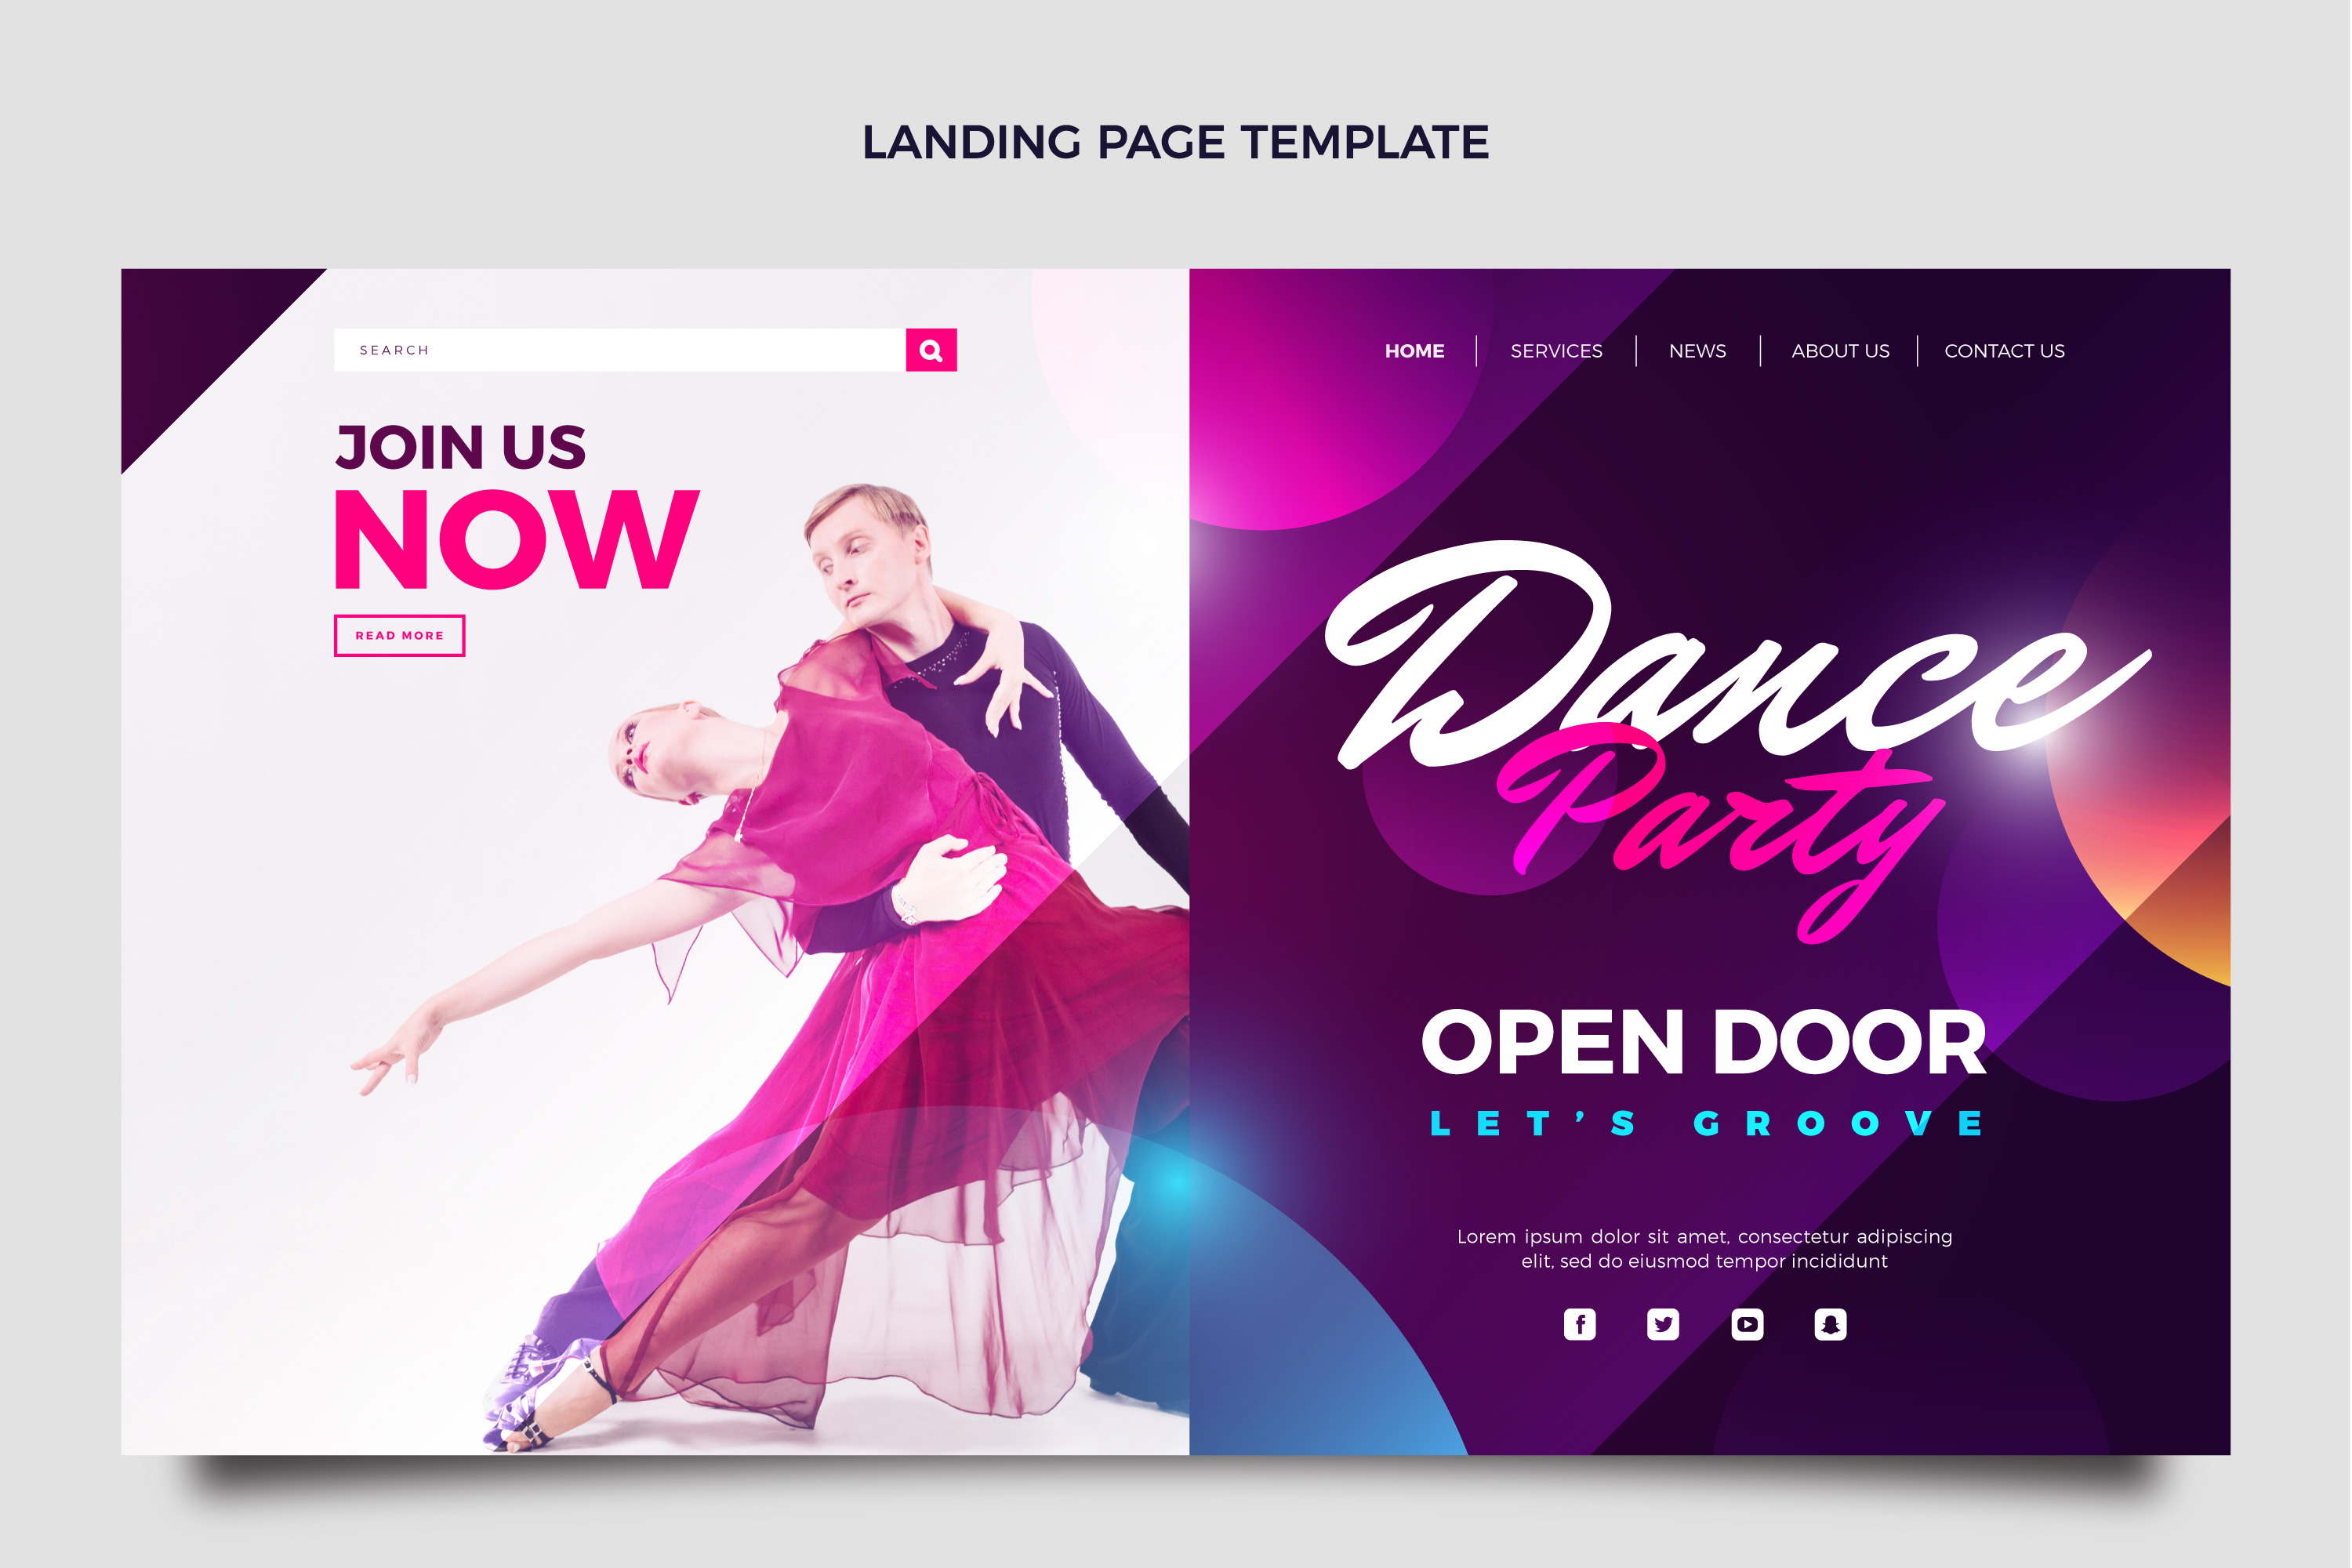 LANDING PAGE TEMPLATE
SEARCH
JOIN US
NOW
READ MORE
HOME SERVICES NEWS ABOUT US CONTACT US
Dance
Party
OPEN DOOR
LET'S GROOVE
Lorem ipsum dolor sit amet, consectetur adipiscing
elit, sed do eiusmod tempor incididunt